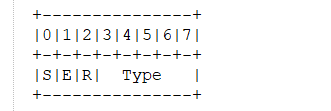 +---------------+
|0|1|2|3|4|5|6|7|
+-+-+-+-+-+-+-+-+
|S|E|R|  Type   |
+---------------+